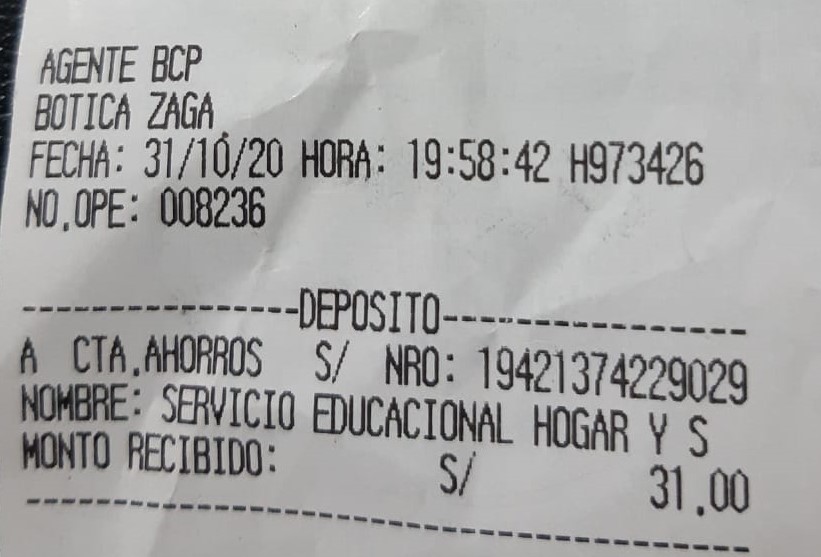 AGENTE BCP
BOTICA ZAGA
FECHA: 31/10/20 HORA: 19:58:42 H973426
NO.OPE: 008236
----------------DEPOSITO-----------------
A CTA.AHORROS S/ NRO: 19421374229029
NOMBRE: SERVICIO EDUCACIONAL HOGAR Y S
MONTO RECIBIDO: S/ 31.00
-----------------------------------------